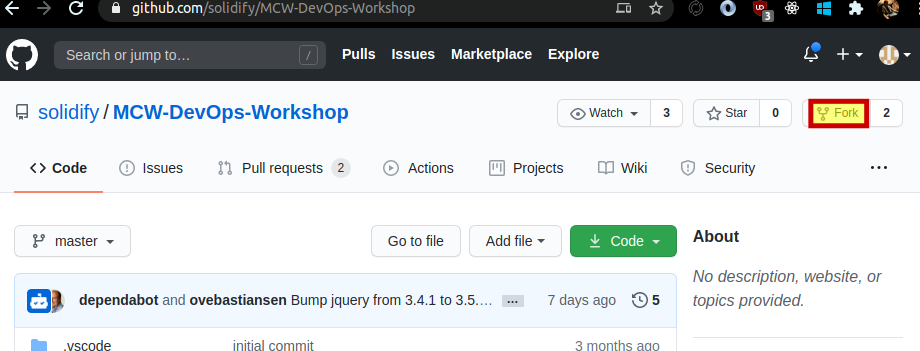 github.com/solidify/MCW-DevOps-Workshop
3
Search or jump to… /
Pulls Issues Marketplace Explore
solidify / MCW-DevOps-Workshop
Watch 3 Star 0 Fork 2
Code Issues Pull requests 2 Actions Projects Wiki Security ...
master Go to file Add file Code
About
No description, website, or
topics provided.
dependabot and ovebastiansen Bump jquery from 3.4.1 to 3.5.… ... 7 days ago 5
.vscode initial commit 3 months ago